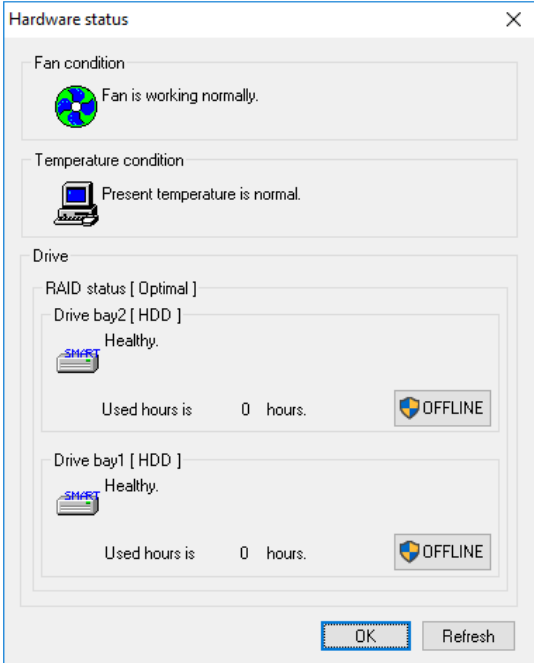 Hardware status
Fan condition
Fan is working normally.
Temperature condition
Present temperature is normal.
Drive
RAID status [ Optimal ]
Drive bay2 [ HDD ]
SMART
Healthy.
Used hours is 0 hours.
OFFLINE
Drive bay1 [ HDD ]
SMART
Healthy.
Used hours is 0 hours.
OFFLINE
OK
Refresh